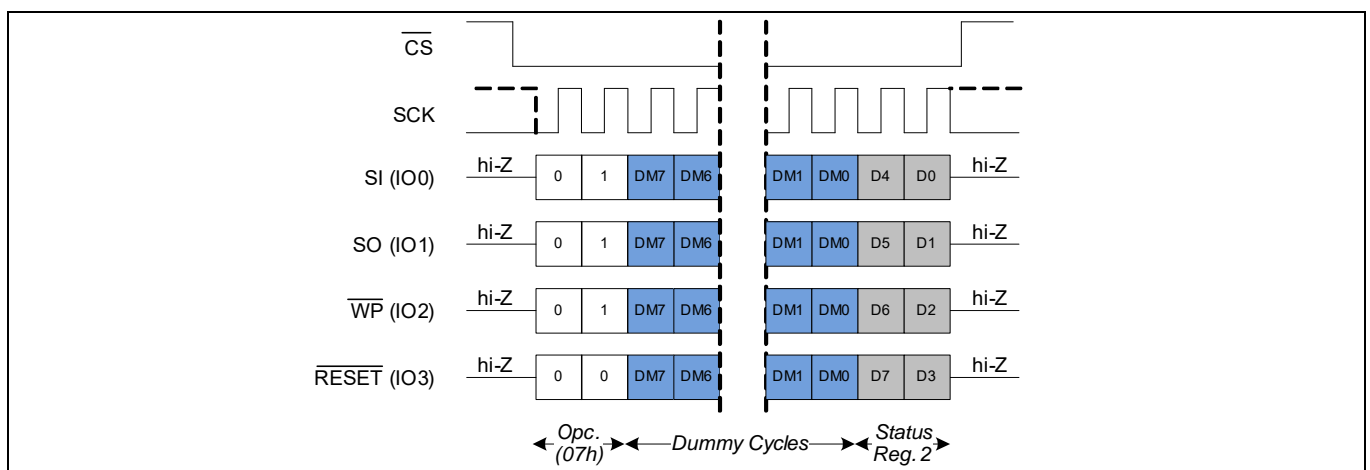 CS
SCK
SI (IO0) hi-Z 0 1 DM7 DM6 DM1 DM0 D4 D0 hi-Z
SO (IO1) hi-Z 0 1 DM7 DM6 DM1 DM0 D5 D1 hi-Z
WP (IO2) hi-Z 0 1 DM7 DM6 DM1 DM0 D6 D2 hi-Z
RESET (IO3) hi-Z 0 0 DM7 DM6 DM1 DM0 D7 D3 hi-Z
Opc. (07h) Dummy Cycles Status Reg. 2